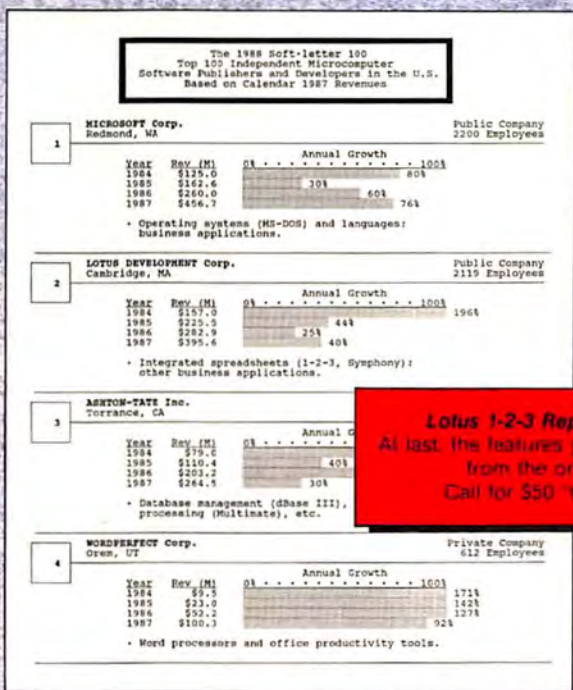 The 1988 Soft·letter 100
Top 100 Independent Microcomputer
Software Publishers and Developers in the U.S.
Based on Calendar 1987 Revenues
1
MICROSOFT Corp. Public Company
Redmond, WA 2200 Employees
Annual Growth
Year Rev (M) 0% 100%
1984 $125.0 80%
1985 $162.6 30%
1986 $260.0 60%
1987 $456.7 76%
· Operating systems (MS-DOS) and languages;
business applications.
2
LOTUS DEVELOPMENT Corp. Public Company
Cambridge, MA 2119 Employees
Annual Growth
Year Rev (M) 0% 100%
1984 $157.0 196%
1985 $225.5 44%
1986 $282.9 25%
1987 $395.6 40%
· Integrated spreadsheets (1-2-3, Symphony);
other business applications.
3
ASHTON-TATE Inc.
Torrance, CA
Annual G
Year Rev (M) 0%
1984 $79.0
1985 $110.4 40%
1986 $203.2
1987 $264.5 30%
· Database management (dBase III),
processing (Multimate), etc.
Lotus 1-2-3 Rep
At last, the features
from the
Call for $50
4
WORDPERFECT Corp. Private Company
Orem, UT 612 Employees
Annual Growth
Year Rev (M) 0% 100%
1984 $9.5 171%
1985 $23.0 142%
1986 $52.2 127%
1987 $100.3 92%
· Word processors and office productivity tools.